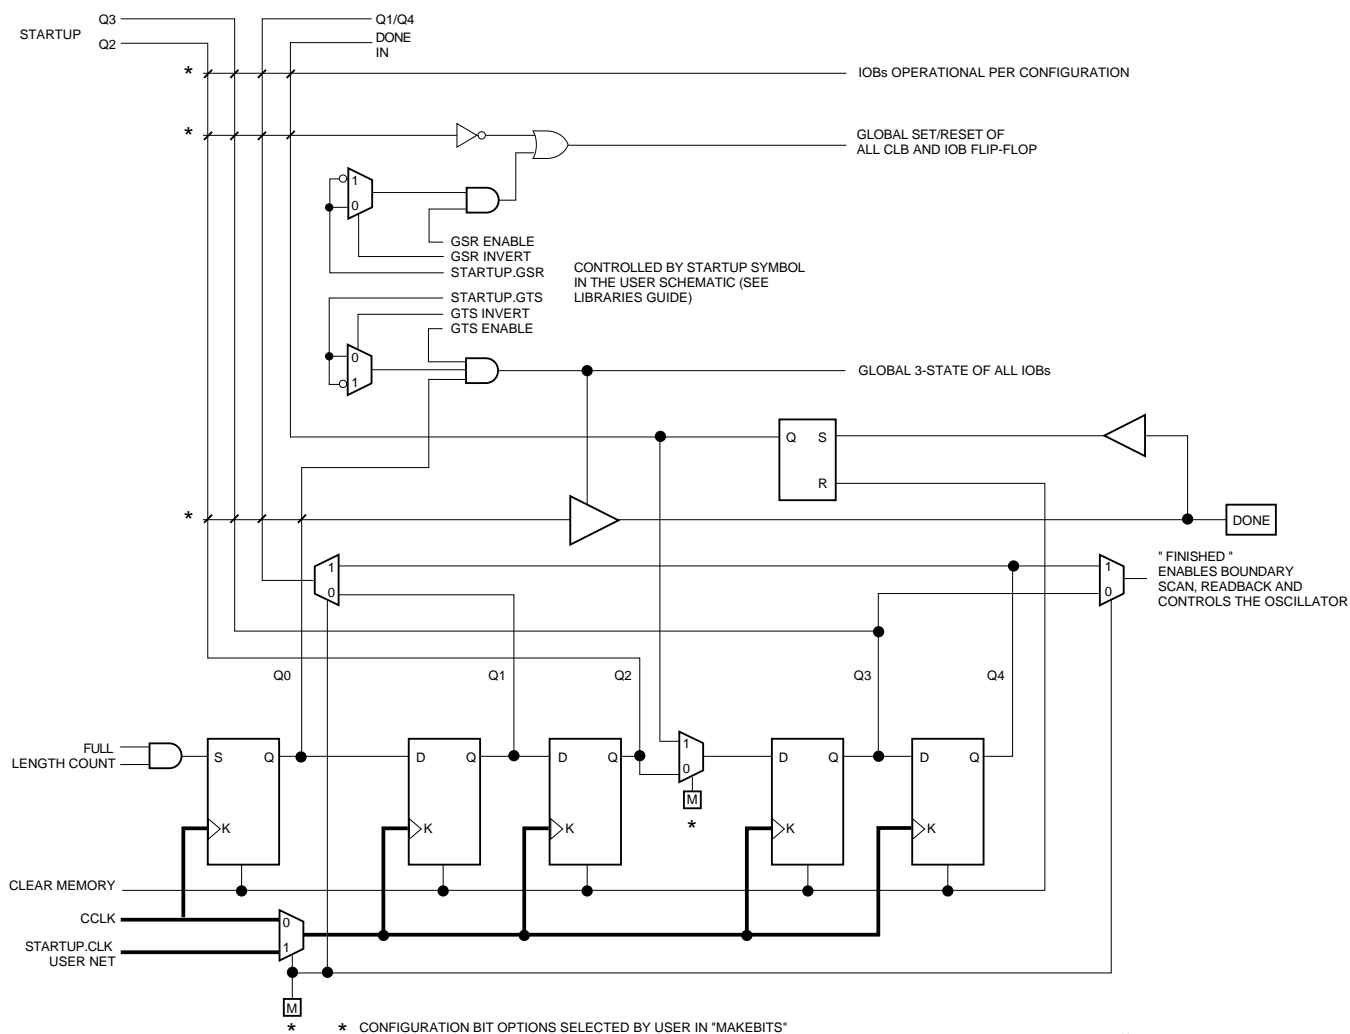 Q3
Q1/Q4
STARTUP
Q2
DONE
IN
* IOBs OPERATIONAL PER CONFIGURATION
*
GLOBAL SET/RESET OF
ALL CLB AND IOB FLIP-FLOP
1
0
GSR ENABLE
GSR INVERT
STARTUP.GSR
CONTROLLED BY STARTUP SYMBOL
IN THE USER SCHEMATIC (SEE
LIBRARIES GUIDE)
STARTUP.GTS
GTS INVERT
GTS ENABLE
0
1
GLOBAL 3-STATE OF ALL IOBs
Q S
R
*
DONE
1
0
1
0
" FINISHED "
ENABLES BOUNDARY
SCAN, READBACK AND
CONTROLS THE OSCILLATOR
Q0 Q1 Q2 Q3 Q4
FULL
LENGTH COUNT
S Q
K
D Q
K
D Q
K
1
0
M
*
D Q
K
D Q
K
CLEAR MEMORY
CCLK
0
STARTUP.CLK
USER NET
1
M
*
* CONFIGURATION BIT OPTIONS SELECTED BY USER IN "MAKEBITS"